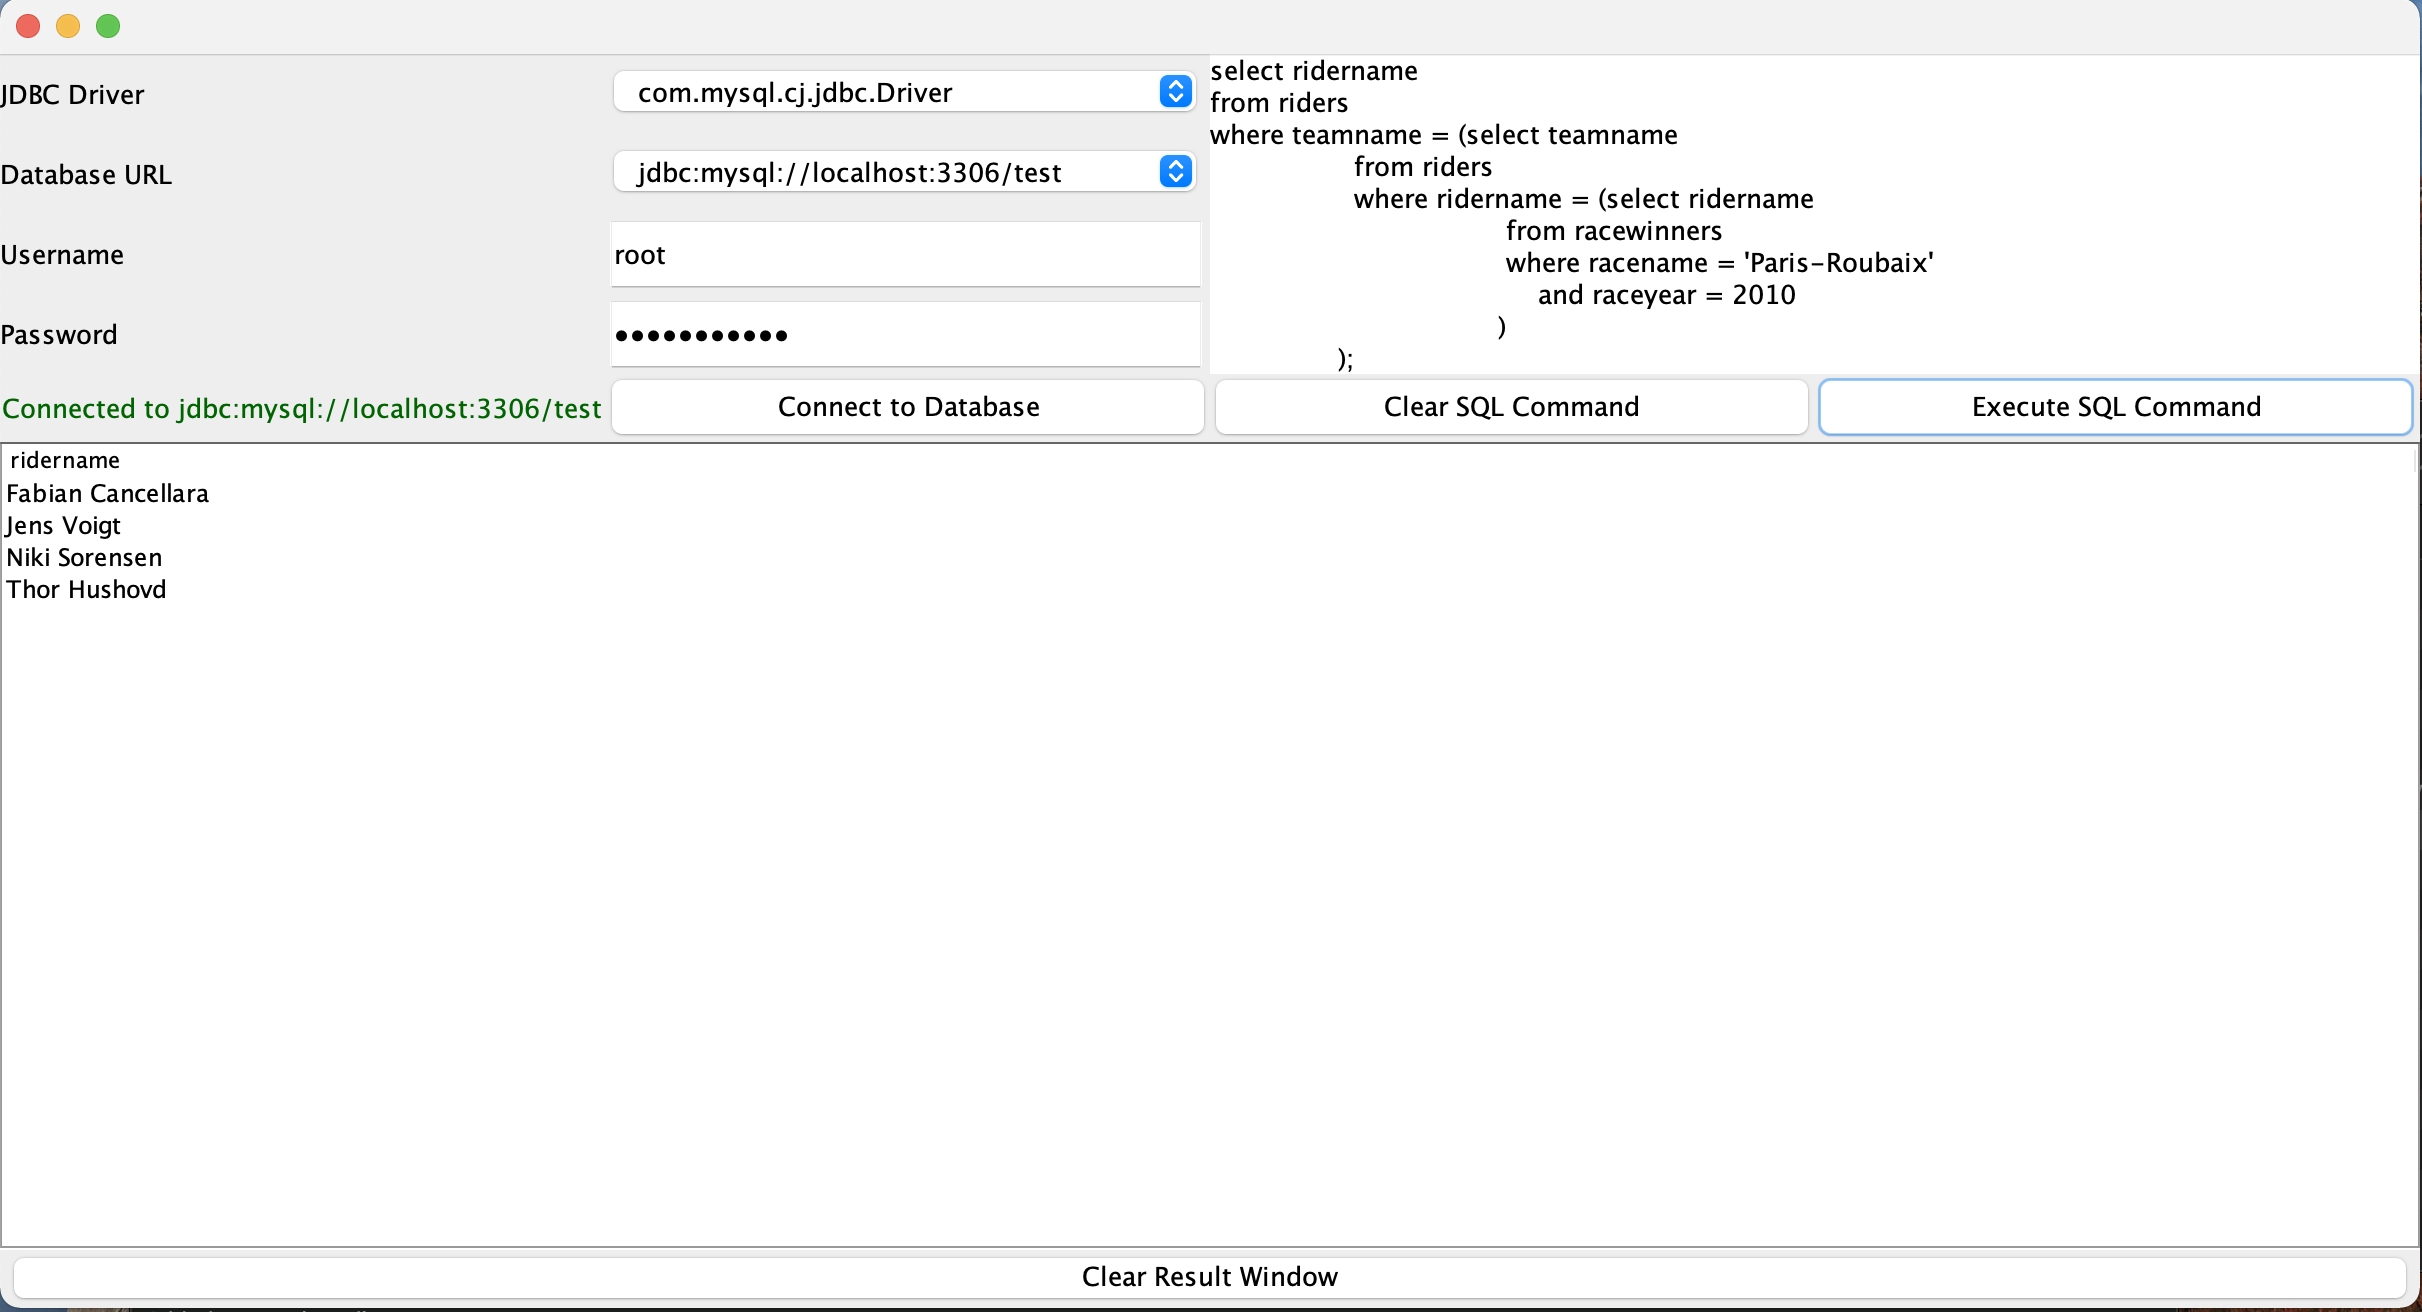 JDBC Driver
com.mysql.cj.jdbc.Driver
Database URL
jdbc:mysql://localhost:3306/test
Username
root
Password
•••••••••••
select ridername
from riders
where teamname = (select teamname
from riders
where ridername = (select ridername
from racewinners
where racename = 'Paris-Roubaix'
and raceyear = 2010
)
);
Connected to jdbc:mysql://localhost:3306/test
Connect to Database
Clear SQL Command
Execute SQL Command
ridername
Fabian Cancellara
Jens Voigt
Niki Sorensen
Thor Hushovd
Clear Result Window